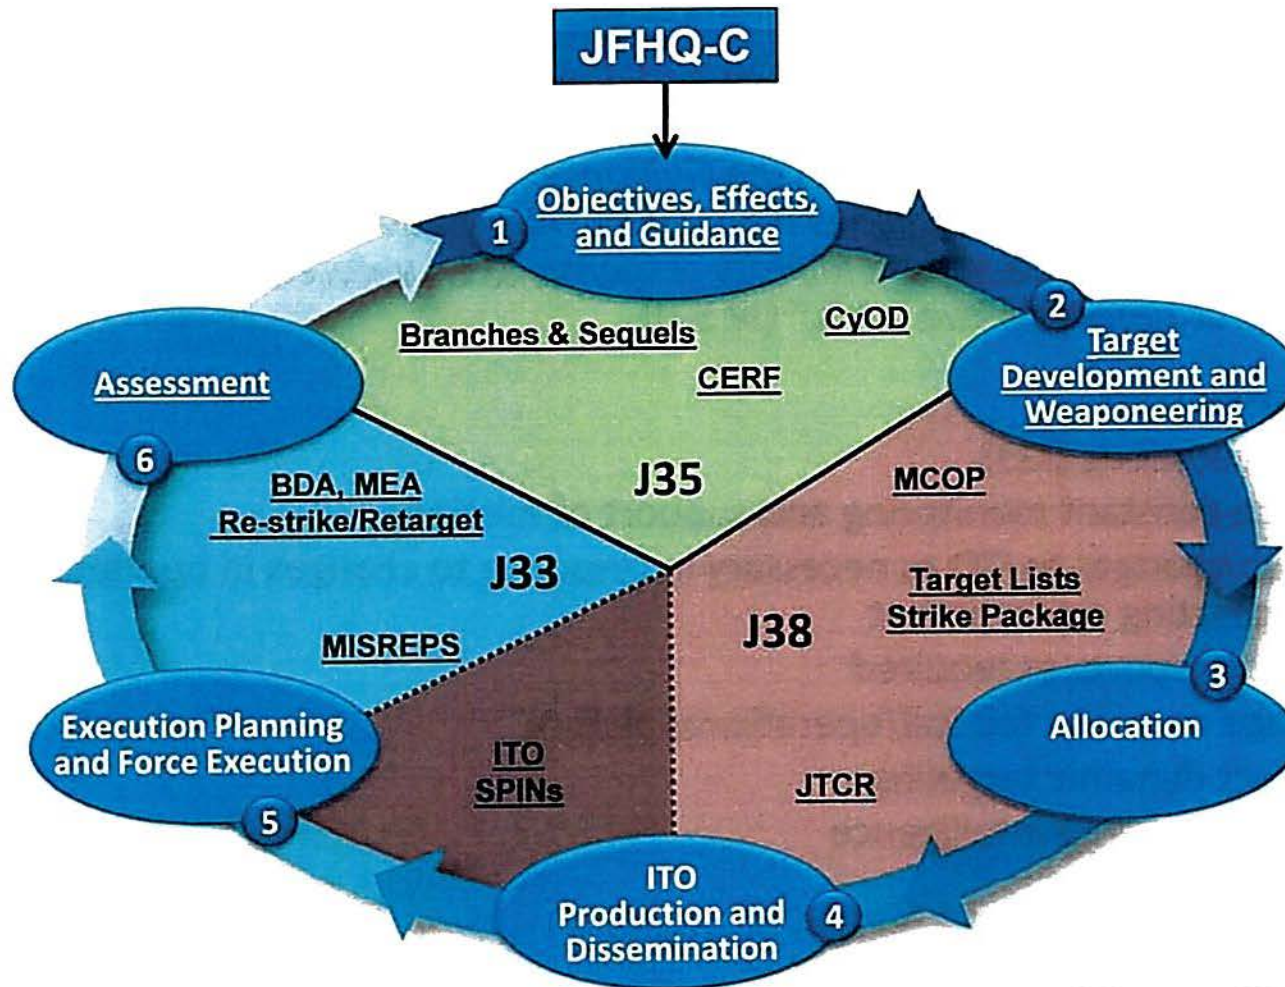 JFHQ-C
1
Objectives, Effects,
and Guidance
2
Target
Development and
Weaponeering
3
Allocation
4
ITO
Production and
Dissemination
5
Execution Planning
and Force Execution
6
Assessment
Branches & Sequels
CyOD
CERF
J35
MCOP
Target Lists
Strike Package
J38
JTCR
ITO
SPINs
BDA, MEA
Re-strike/Retarget
J33
MISREPS